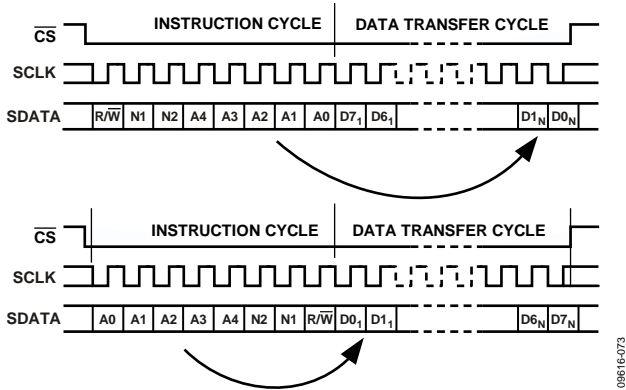 INSTRUCTION CYCLE DATA TRANSFER CYCLE
CS
SCLK
SDATA R/W N1 N2 A4 A3 A2 A1 A0 D7₁ D6₁ D1ₙ D0ₙ
INSTRUCTION CYCLE DATA TRANSFER CYCLE
CS
SCLK
SDATA A0 A1 A2 A3 A4 N2 N1 R/W D0₁ D1₁ D6ₙ D7ₙ
09616-073